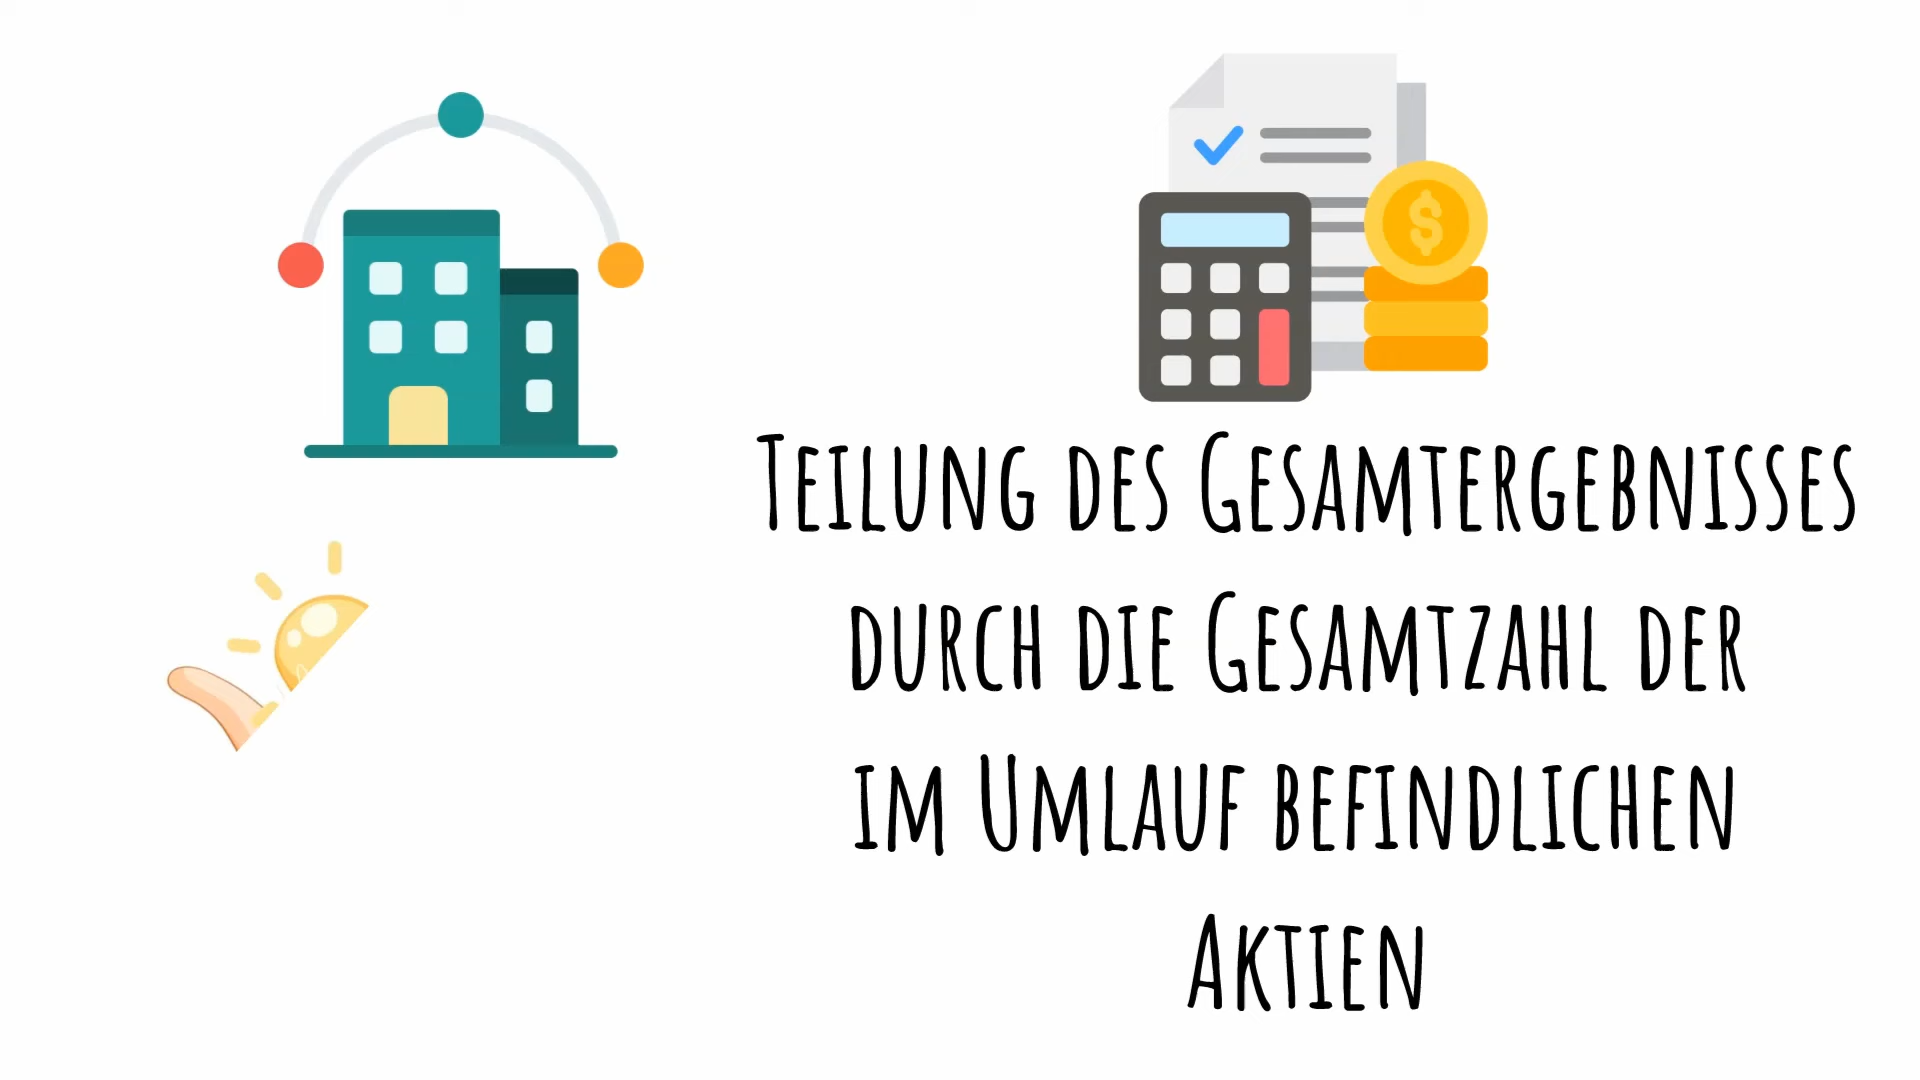 Teilung des Gesamtergebnisses
durch die Gesamtzahl der
im Umlauf befindlichen
Aktien
$